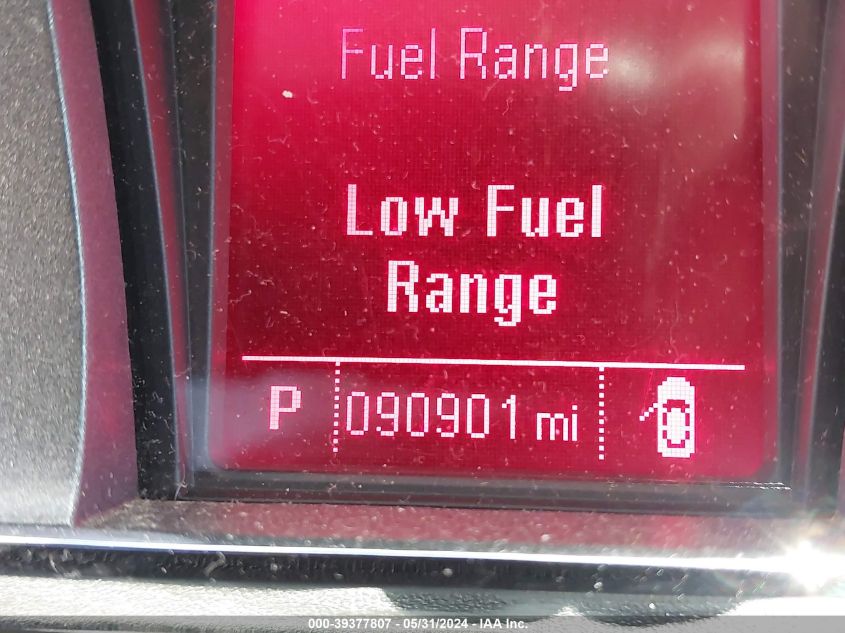 Fuel Range
Low Fuel
Range
P 090901 mi
000-39377807 - 05/31/2024 - IAA Inc.